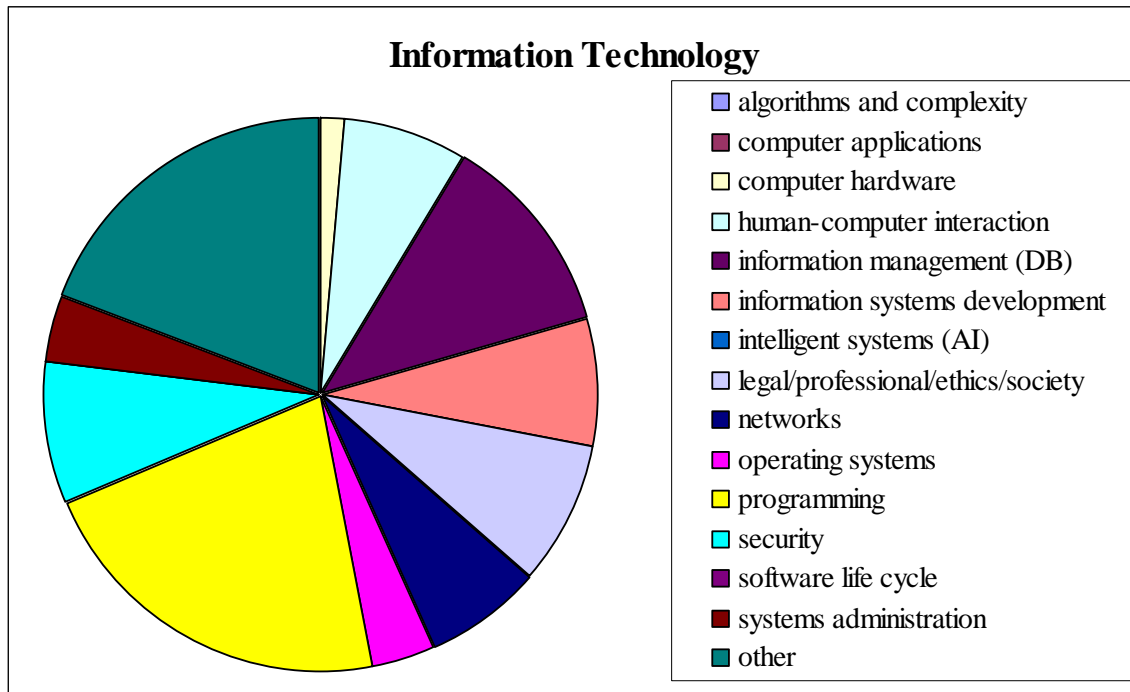 Information Technology
algorithms and complexity
computer applications
computer hardware
human-computer interaction
information management (DB)
information systems development
intelligent systems (AI)
legal/professional/ethics/society
networks
operating systems
programming
security
software life cycle
systems administration
other